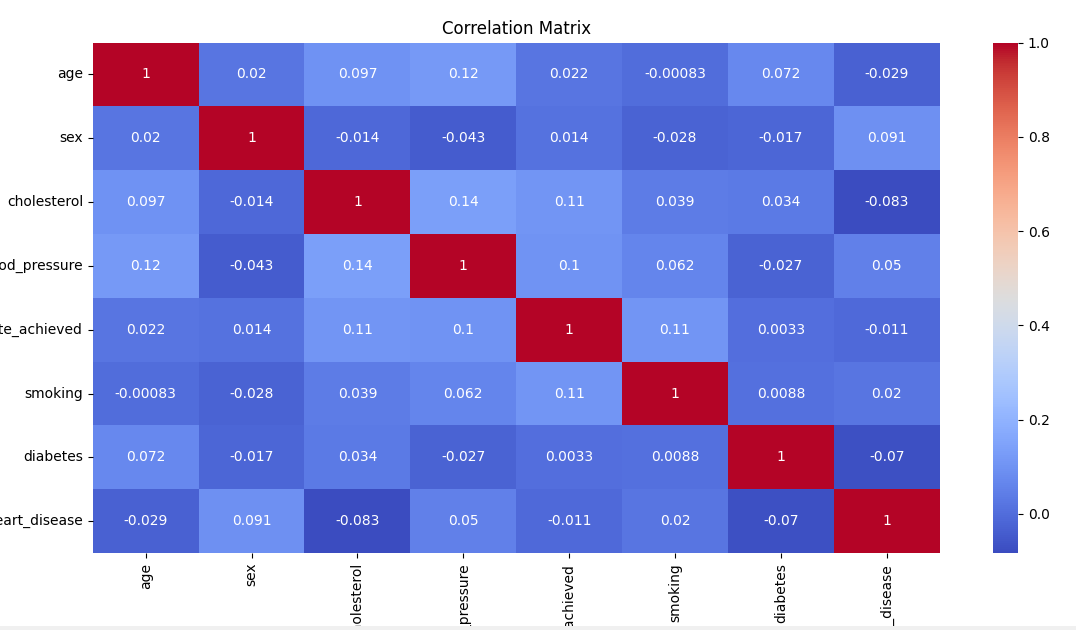 Correlation Matrix
age 1 0.02 0.097 0.12 0.022 -0.00083 0.072 -0.029
sex 0.02 1 -0.014 -0.043 0.014 -0.028 -0.017 0.091
cholesterol 0.097 -0.014 1 0.14 0.11 0.039 0.034 -0.083
od_pressure 0.12 -0.043 0.14 1 0.1 0.062 -0.027 0.05
te_achieved 0.022 0.014 0.11 0.1 1 0.11 0.0033 -0.011
smoking -0.00083 -0.028 0.039 0.062 0.11 1 0.0088 0.02
diabetes 0.072 -0.017 0.034 -0.027 0.0033 0.0088 1 -0.07
eart_disease -0.029 0.091 -0.083 0.05 -0.011 0.02 -0.07 1
age sex olesterol pressure achieved smoking diabetes _disease
1.0
0.8
0.6
0.4
0.2
0.0